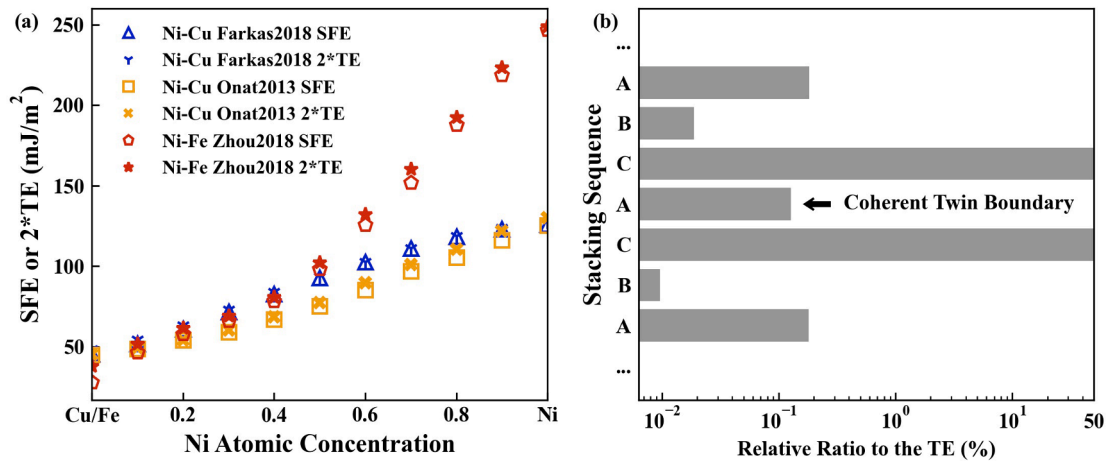 (a)
SFE or 2*TE (mJ/m²)
250
200
150
100
50
Ni-Cu Farkas2018 SFE
Ni-Cu Farkas2018 2*TE
Ni-Cu Onat2013 SFE
Ni-Cu Onat2013 2*TE
Ni-Fe Zhou2018 SFE
Ni-Fe Zhou2018 2*TE
Cu/Fe 0.2 0.4 0.6 0.8 Ni
Ni Atomic Concentration
(b)
Stacking Sequence
...
A
B
C
A
C
B
A
...
Coherent Twin Boundary
10⁻² 10⁻¹ 10⁰ 10¹ 50
Relative Ratio to the TE (%)